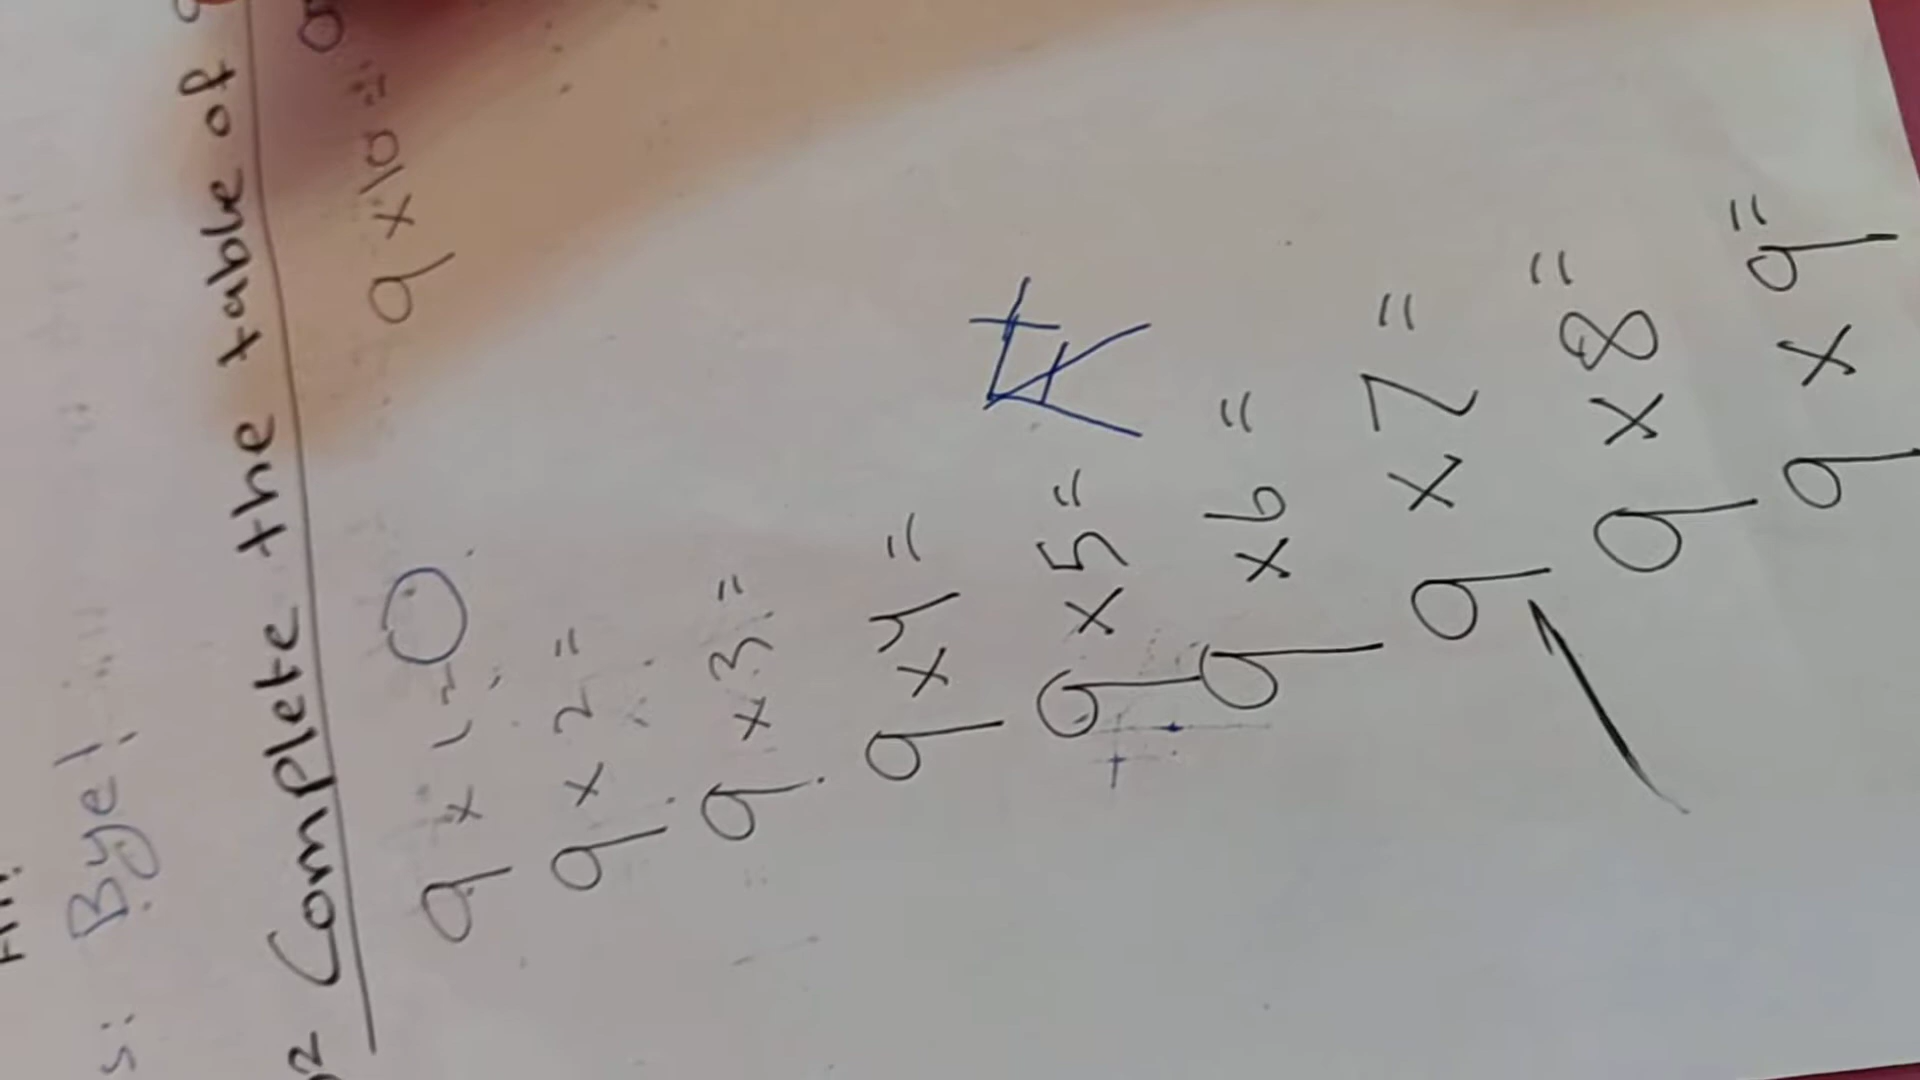 s: Bye!
Complete the table of
9 x 1 = 0
9 x 2 =
9 x 3 =
9 x 4 =
9 x 5 =
9 x 6 =
9 x 7 =
9 x 8 =
9 x 9 =
9 x 10 =